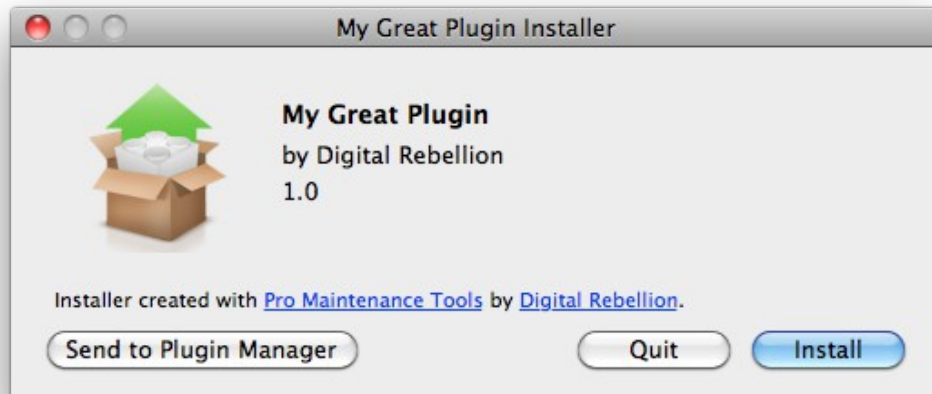 My Great Plugin Installer
My Great Plugin
by Digital Rebellion
1.0
Installer created with Pro Maintenance Tools by Digital Rebellion.
Send to Plugin Manager Quit Install